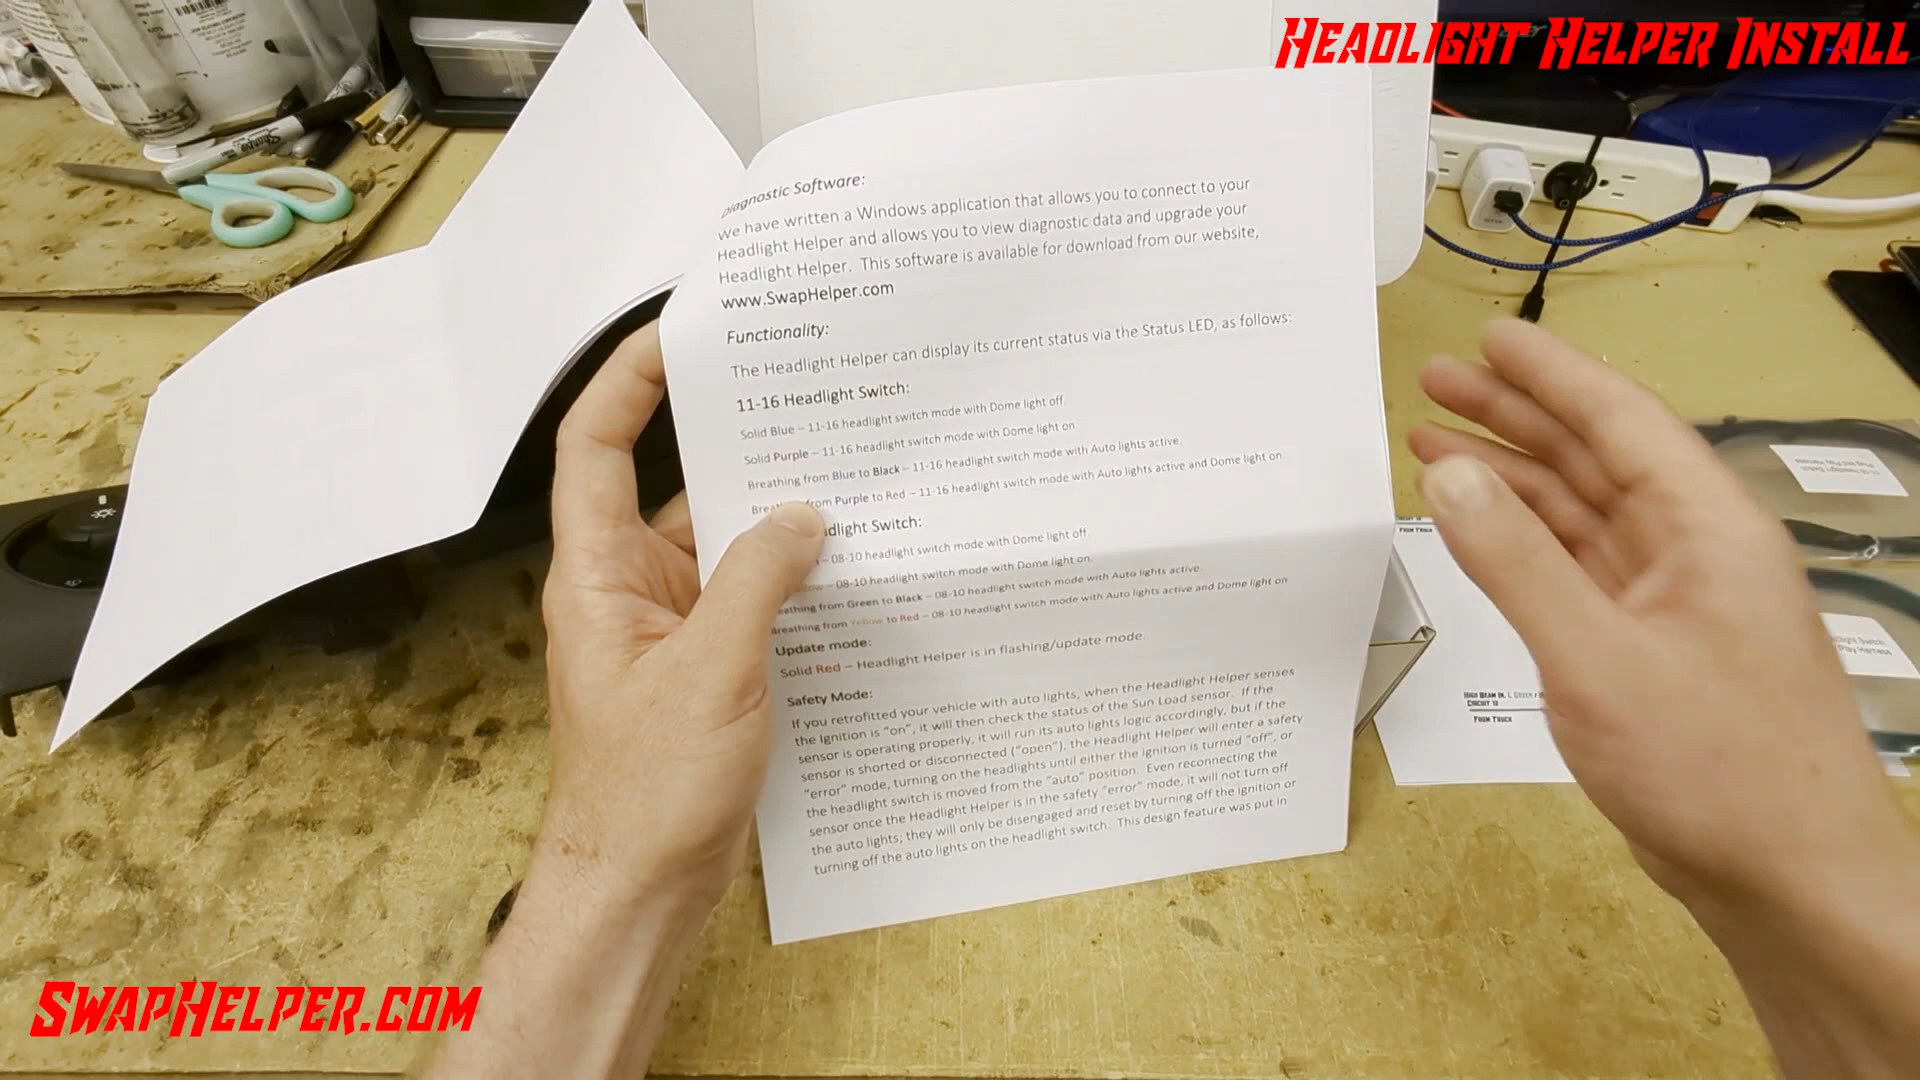 Headlight Helper Install
Diagnostic Software:
We have written a Windows application that allows you to connect to your
Headlight Helper and allows you to view diagnostic data and upgrade your
Headlight Helper. This software is available for download from our website,
www.SwapHelper.com
Functionality:
The Headlight Helper can display its current status via the Status LED, as follows:
11-16 Headlight Switch:
Solid Blue – 11-16 headlight switch mode with Dome light off.
Solid Purple – 11-16 headlight switch mode with Dome light on.
Breathing from Blue to Black – 11-16 headlight switch mode with Auto lights active.
from Purple to Red – 11-16 headlight switch mode with Auto lights active and Dome light on.
Switch:
– 08-10 headlight switch mode with Dome light off.
– 08-10 headlight switch mode with Dome light on.
from Green to Black – 08-10 headlight switch mode with Auto lights active.
Breathing from Yellow to Red – 08-10 headlight switch mode with Auto lights active and Dome light on
Update mode:
Solid Red – Headlight Helper is in flashing/update mode.
Safety Mode:
If you retrofitted your vehicle with auto lights, when the Headlight Helper senses
the Ignition is "on", it will then check the status of the Sun Load sensor. If the
sensor is operating properly, it will run its auto lights logic accordingly, but if the
sensor is shorted or disconnected ("open"), the Headlight Helper will enter a safety
"error" mode, turning on the headlights until either the ignition is turned "off", or
the headlight switch is moved from the "auto" position. Even reconnecting the
sensor once the Headlight Helper is in the safety "error" mode, it will not turn off
the auto lights; they will only be disengaged and reset by turning off the ignition or
turning off the auto lights on the headlight switch. This design feature was put in
From Truck
High Beam In,
Circuit 12
From Truck
Play Harness
Sharpie
SwapHelper.com